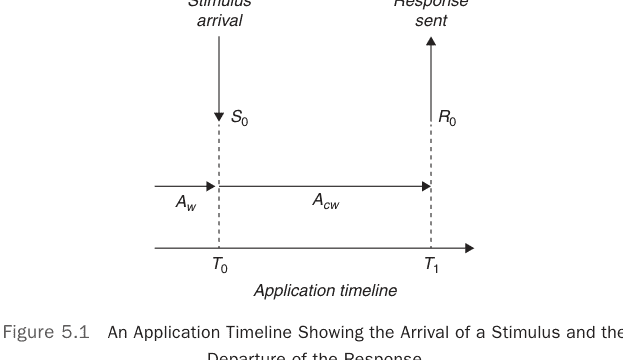 Stimulus Response
arrival sent
S0 R0
Aw Acw
T0 T1
Application timeline
Figure 5.1 An Application Timeline Showing the Arrival of a Stimulus and the
Departure of the Response